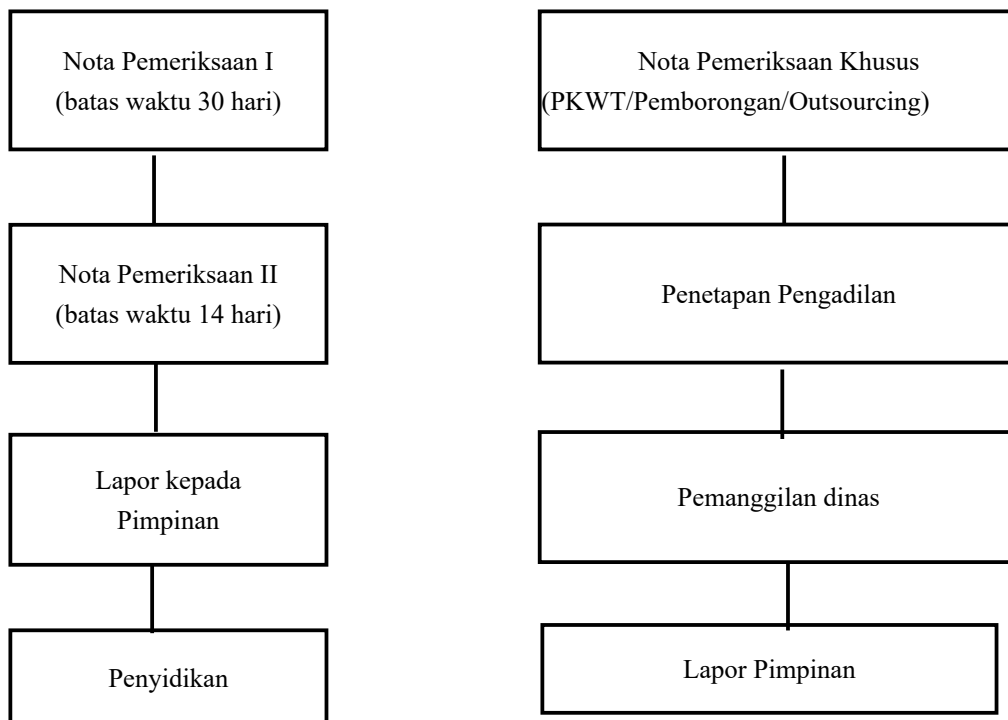 Nota Pemeriksaan I
(batas waktu 30 hari)
Nota Pemeriksaan II
(batas waktu 14 hari)
Lapor kepada
Pimpinan
Penyidikan
Nota Pemeriksaan Khusus
(PKWT/Pemborongan/Outsourcing)
Penetapan Pengadilan
Pemanggilan dinas
Lapor Pimpinan